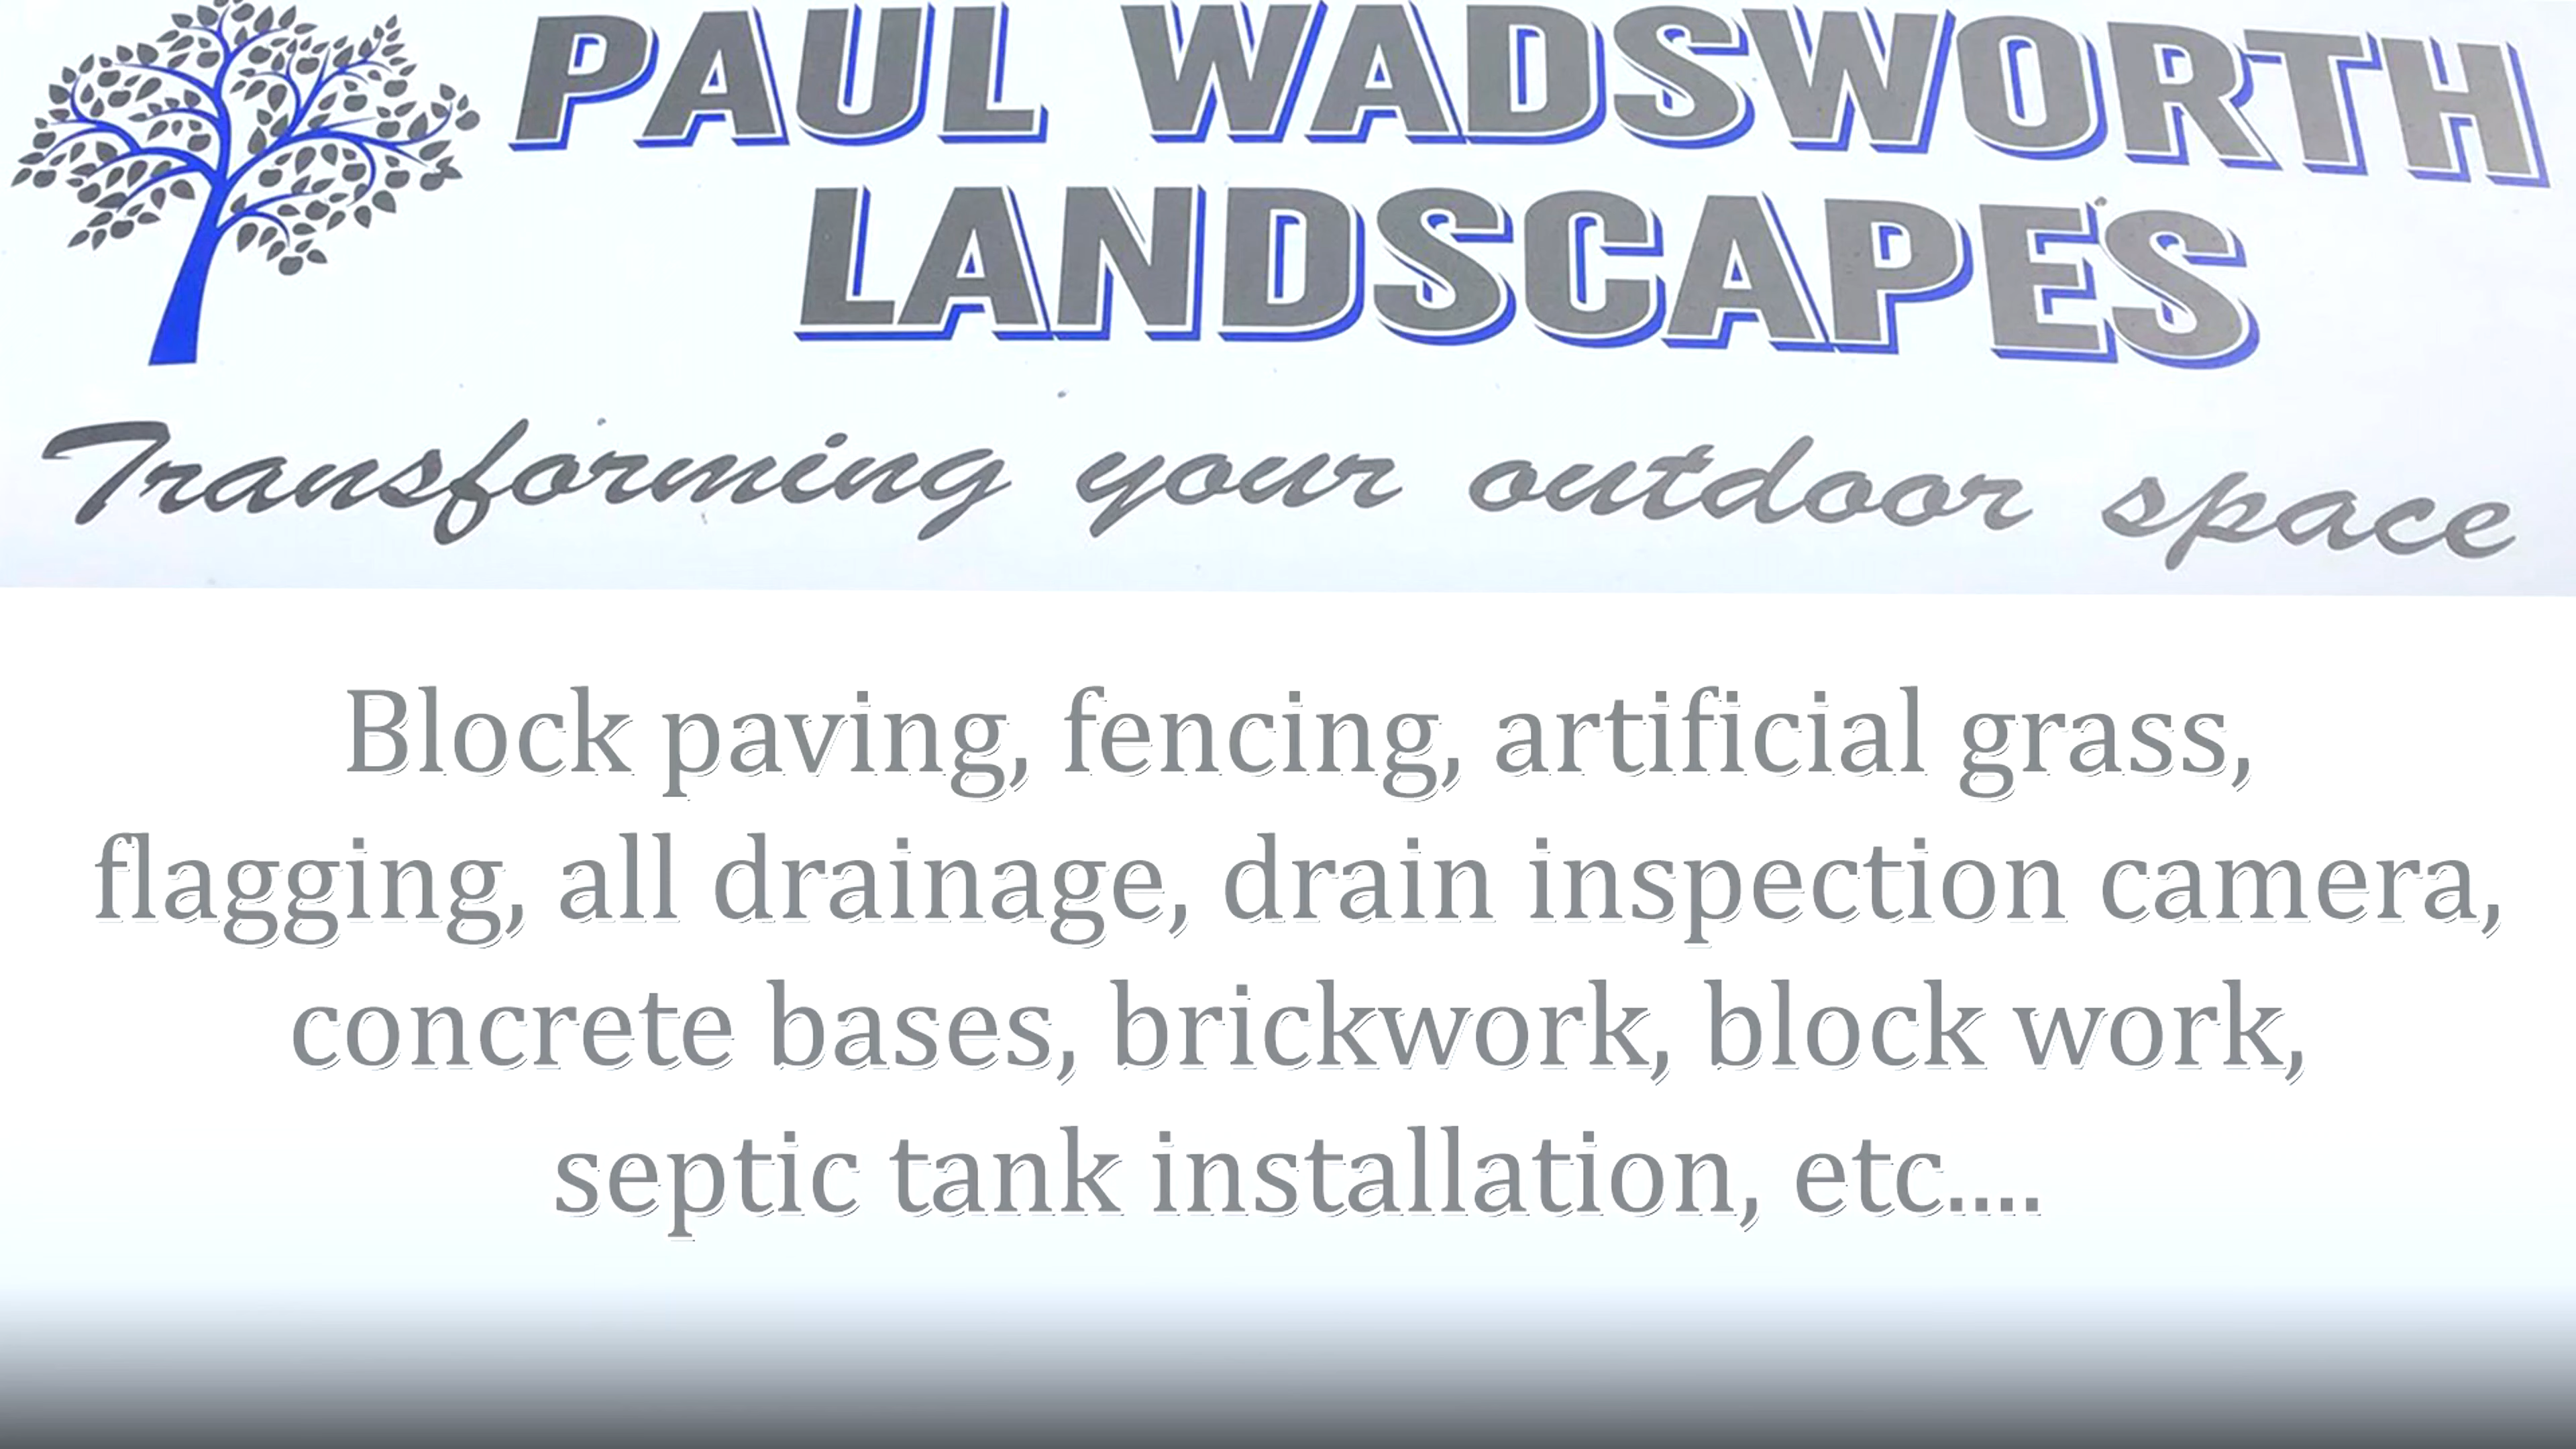 PAUL WADSWORTH
LANDSCAPES
Transforming your outdoor space
Block paving, fencing, artificial grass,
flagging, all drainage, drain inspection camera,
concrete bases, brickwork, block work,
septic tank installation, etc....